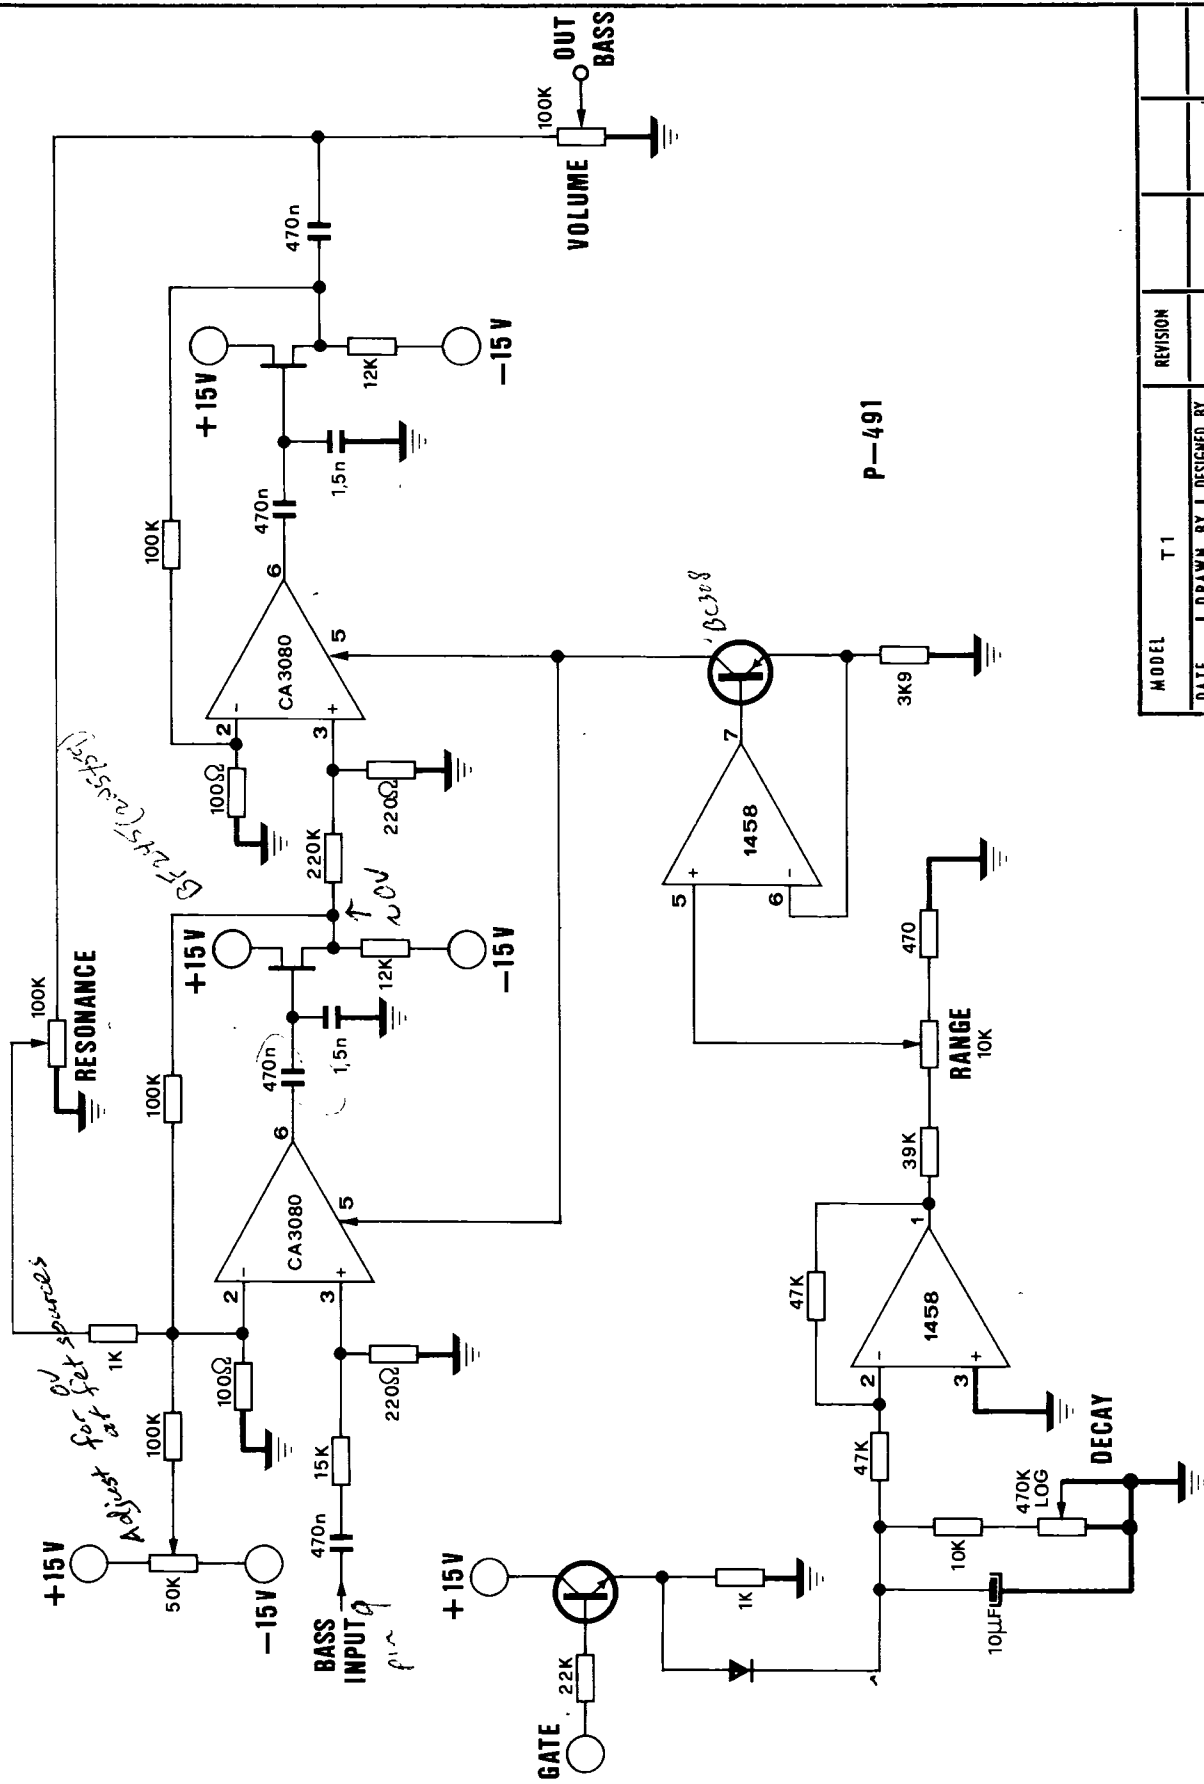 RESONANCE
100K
+15V
50K
-15V
Adjust for 0V
at fet sources
100K
1K
100K
BASS
INPUT
pin 9
470n
15K
220Ω
100Ω
2
-
3
+
CA3080
5
6
470n
1,5n
+15V
12K
-15V
~0V
220K
220Ω
100Ω
100K
2
-
3
+
CA3080
5
6
470n
1,5n
+15V
12K
-15V
470n
100K
VOLUME
OUT
BASS
GATE
22K
+15V
1K
10µF
10K
470K
LOG
DECAY
47K
47K
2
-
3
+
1458
1
39K
RANGE
10K
470
5
+
6
-
1458
7
BC308
3K9
P-491
MODEL
T1
REVISION
DATE
DRAWN BY
DESIGNED BY